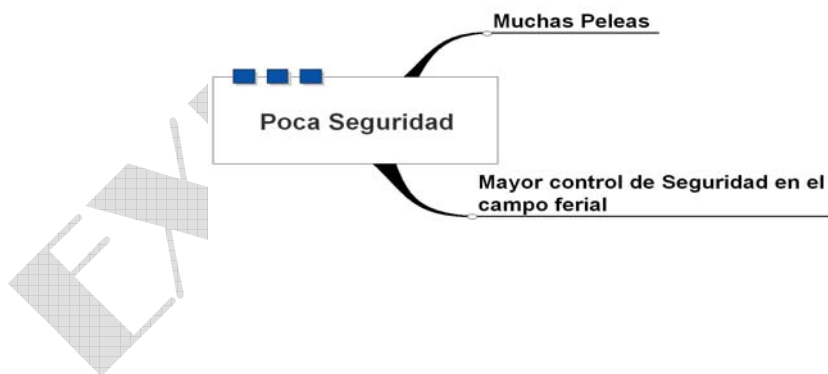 Muchas Peleas
Poca Seguridad
Mayor control de Seguridad en el
campo ferial